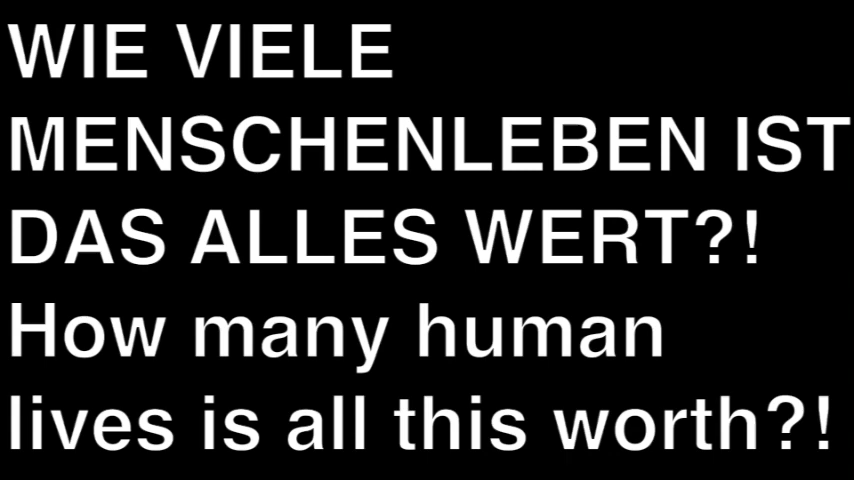 WIE VIELE
MENSCHENLEBEN IST
DAS ALLES WERT?!
How many human
lives is all this worth?!